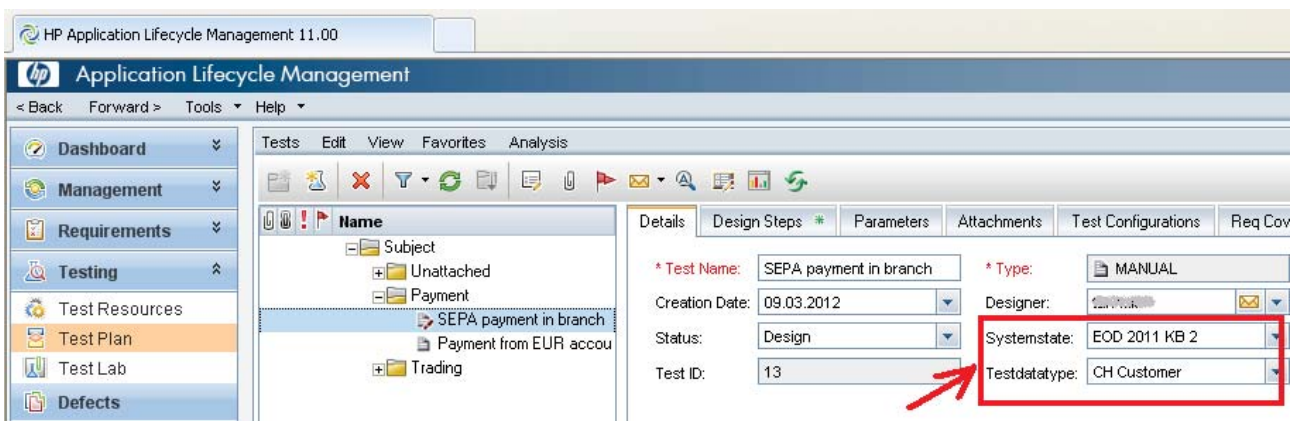 HP Application Lifecycle Management 11.00
hp Application Lifecycle Management
< Back Forward > Tools Help
Dashboard
Management
Requirements
Testing
Test Resources
Test Plan
Test Lab
Defects
Tests Edit View Favorites Analysis
Name
Subject
Unattached
Payment
SEPA payment in branch
Payment from EUR accou
Trading
Details Design Steps * Parameters Attachments Test Configurations Req Cov
* Test Name: SEPA payment in branch * Type: MANUAL
Creation Date: 09.03.2012 Designer:
Status: Design Systemstate: EOD 2011 KB 2
Test ID: 13 Testdatatype: CH Customer